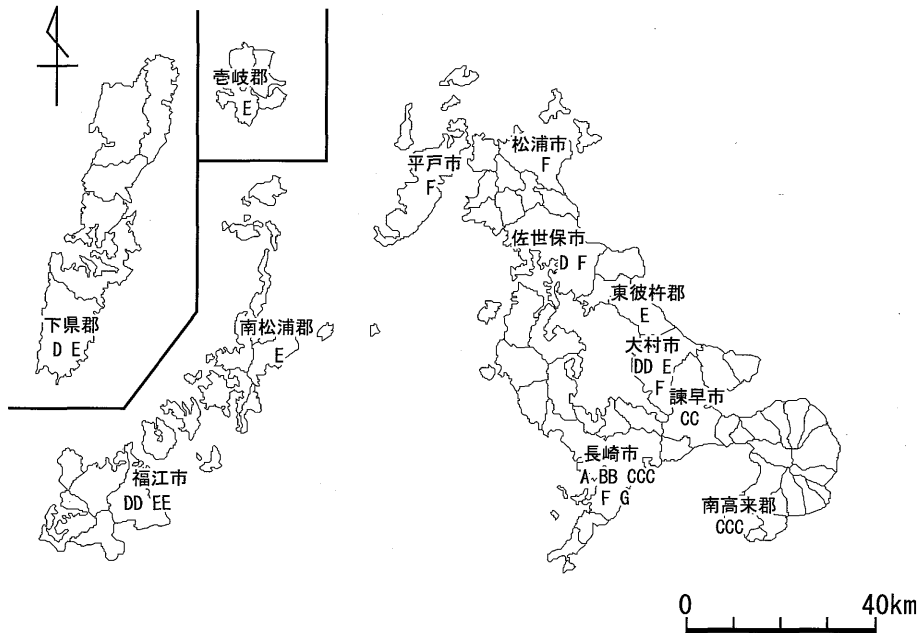 壱岐郡
E
松浦市
F
平戸市
F
佐世保市
D F
東彼杵郡
E
下県郡
D E
南松浦郡
E
大村市
DD E
F
諫早市
CC
長崎市
A BB CCC
F G
福江市
DD EE
南高来郡
CCC
0 40km